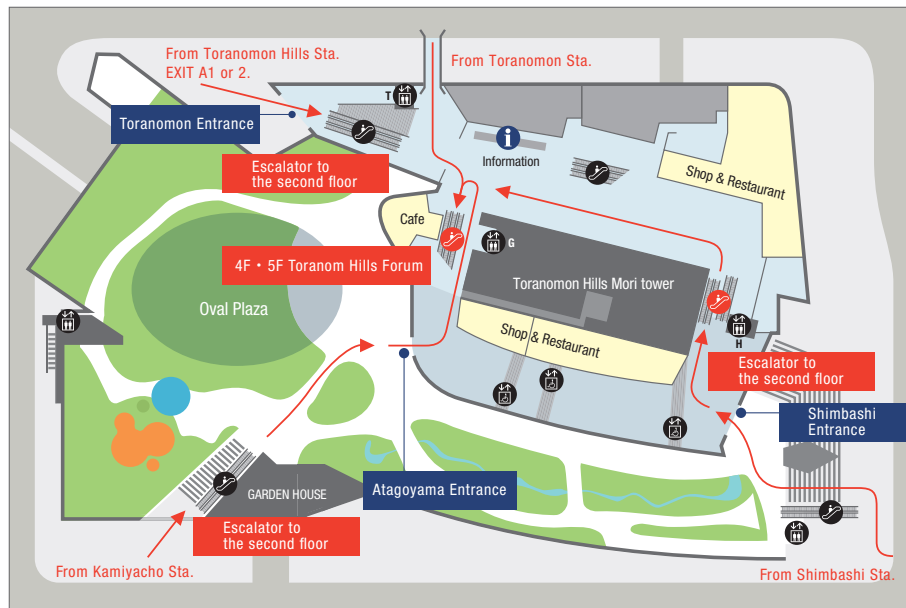 From Toranomon Hills Sta.
EXIT A1 or 2.
From Toranomon Sta.
T
Toranomon Entrance
i
Information
Escalator to
the second floor
Shop & Restaurant
Cafe
G
4F・5F Toranom Hills Forum
Toranomon Hills Mori tower
Oval Plaza
Shop & Restaurant
H
Escalator to
the second floor
Shimbashi
Entrance
GARDEN HOUSE
Atagoyama Entrance
Escalator to
the second floor
From Kamiyacho Sta.
From Shimbashi Sta.